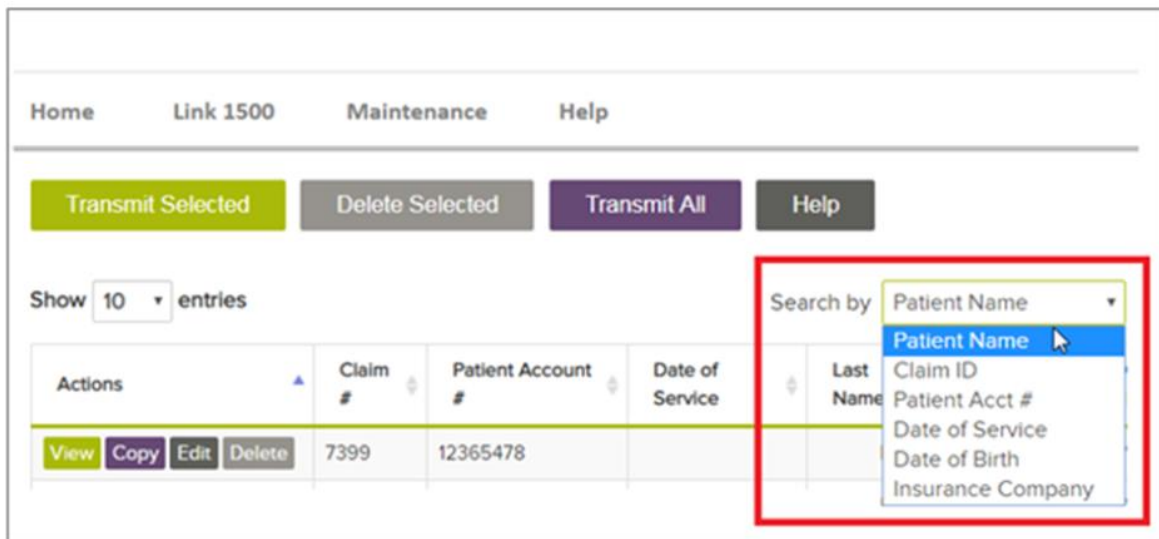 Home Link 1500 Maintenance Help
Transmit Selected Delete Selected Transmit All Help
Show 10 entries
Search by Patient Name
Patient Name
Claim ID
Patient Acct #
Date of Service
Date of Birth
Insurance Company
Actions Claim # Patient Account # Date of Service Last Name
View Copy Edit Delete 7399 12365478